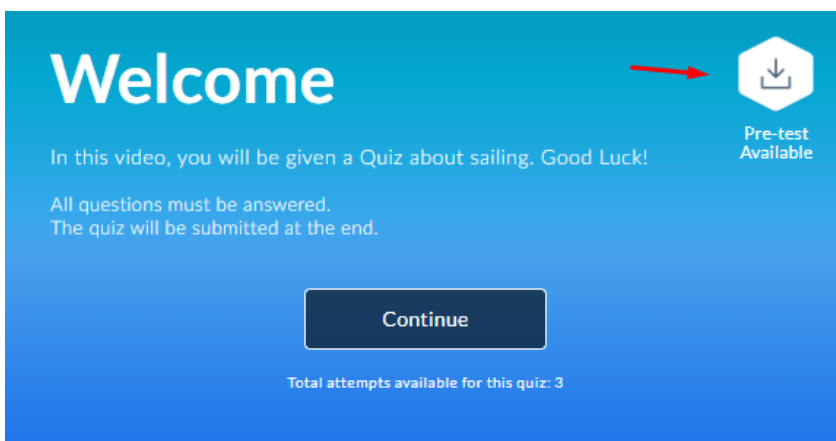 Welcome
Pre-test
Available
In this video, you will be given a Quiz about sailing. Good Luck!
All questions must be answered.
The quiz will be submitted at the end.
Continue
Total attempts available for this quiz: 3